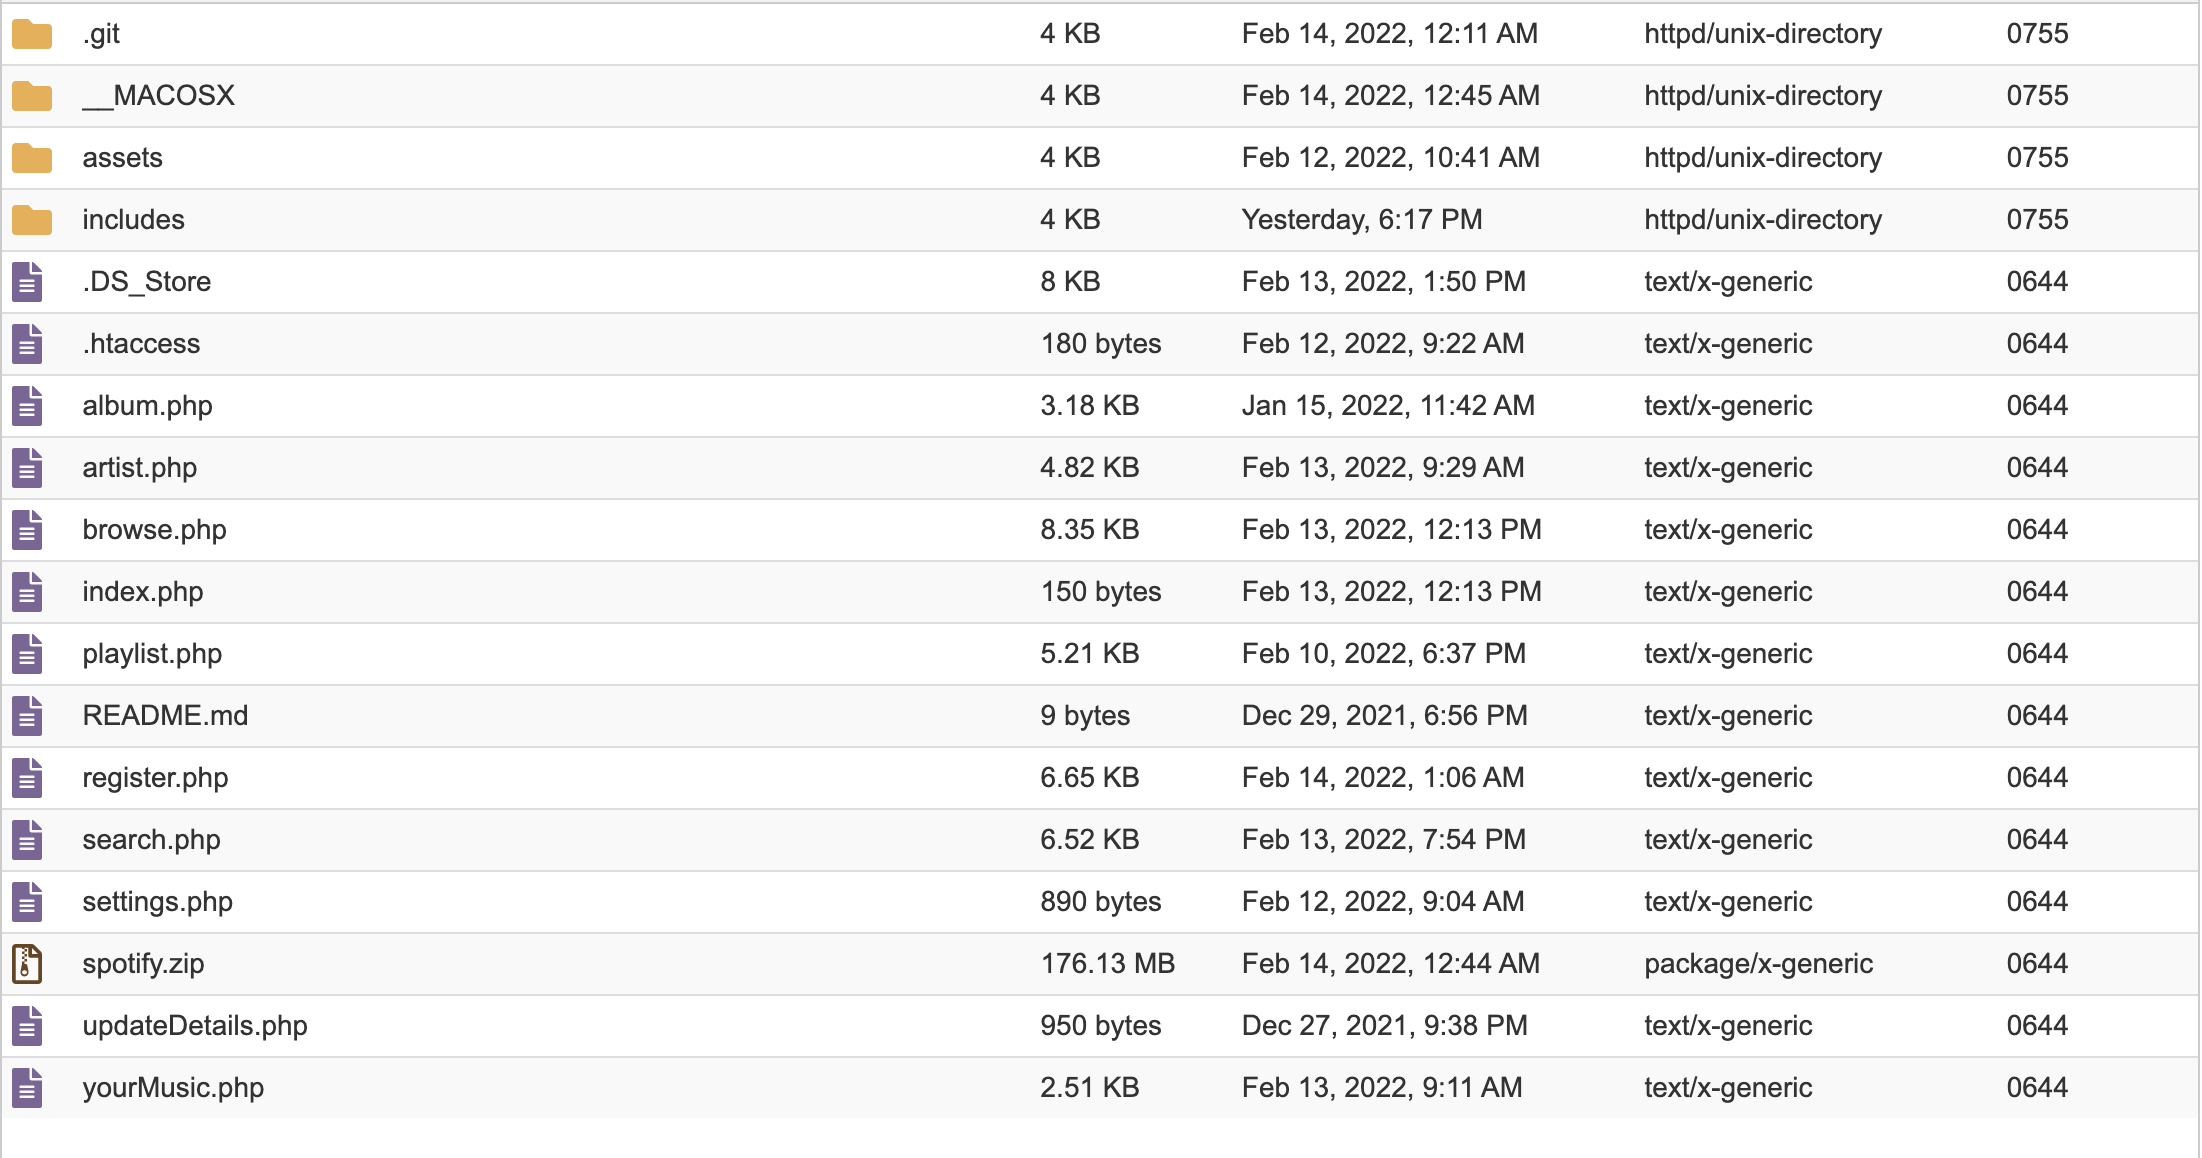 .git 4 KB Feb 14, 2022, 12:11 AM httpd/unix-directory 0755
__MACOSX 4 KB Feb 14, 2022, 12:45 AM httpd/unix-directory 0755
assets 4 KB Feb 12, 2022, 10:41 AM httpd/unix-directory 0755
includes 4 KB Yesterday, 6:17 PM httpd/unix-directory 0755
.DS_Store 8 KB Feb 13, 2022, 1:50 PM text/x-generic 0644
.htaccess 180 bytes Feb 12, 2022, 9:22 AM text/x-generic 0644
album.php 3.18 KB Jan 15, 2022, 11:42 AM text/x-generic 0644
artist.php 4.82 KB Feb 13, 2022, 9:29 AM text/x-generic 0644
browse.php 8.35 KB Feb 13, 2022, 12:13 PM text/x-generic 0644
index.php 150 bytes Feb 13, 2022, 12:13 PM text/x-generic 0644
playlist.php 5.21 KB Feb 10, 2022, 6:37 PM text/x-generic 0644
README.md 9 bytes Dec 29, 2021, 6:56 PM text/x-generic 0644
register.php 6.65 KB Feb 14, 2022, 1:06 AM text/x-generic 0644
search.php 6.52 KB Feb 13, 2022, 7:54 PM text/x-generic 0644
settings.php 890 bytes Feb 12, 2022, 9:04 AM text/x-generic 0644
spotify.zip 176.13 MB Feb 14, 2022, 12:44 AM package/x-generic 0644
updateDetails.php 950 bytes Dec 27, 2021, 9:38 PM text/x-generic 0644
yourMusic.php 2.51 KB Feb 13, 2022, 9:11 AM text/x-generic 0644